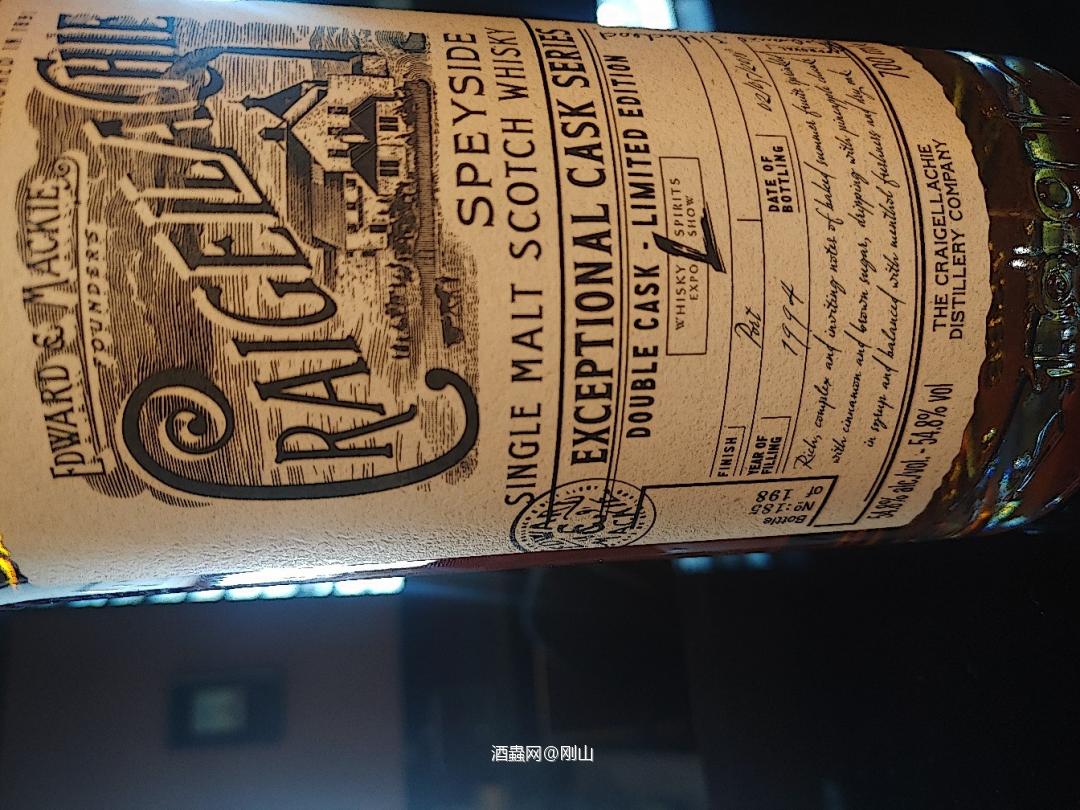 EDWARD & MACKIE
FOUNDERS
CRAIGELLACHIE
SPEYSIDE
SINGLE MALT SCOTCH WHISKY
EXCEPTIONAL CASK SERIES
DOUBLE CASK - LIMITED EDITION
WHISKY L SPIRITS
EXPO SHOW
FINISH Port
YEAR OF FILLING 1994
DATE OF BOTTLING
Rich, complex and inviting notes of baked summer fruit
with cinnamon and brown sugar, dripping with pineapple
in syrup and balanced with menthol freshness and
Bottle
Nº:185
of 198
54.8% alc/vol. - 54.8% vol
700
THE CRAIGELLACHIE
DISTILLERY COMPANY
酒蟲网@刚山